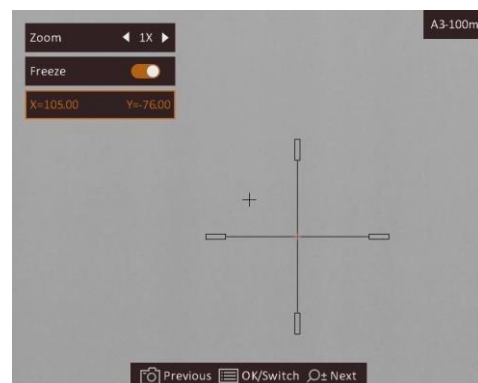 Zoom 1X
A3-100m
Freeze
X=105.00 Y=-76.00
Previous OK/Switch Next